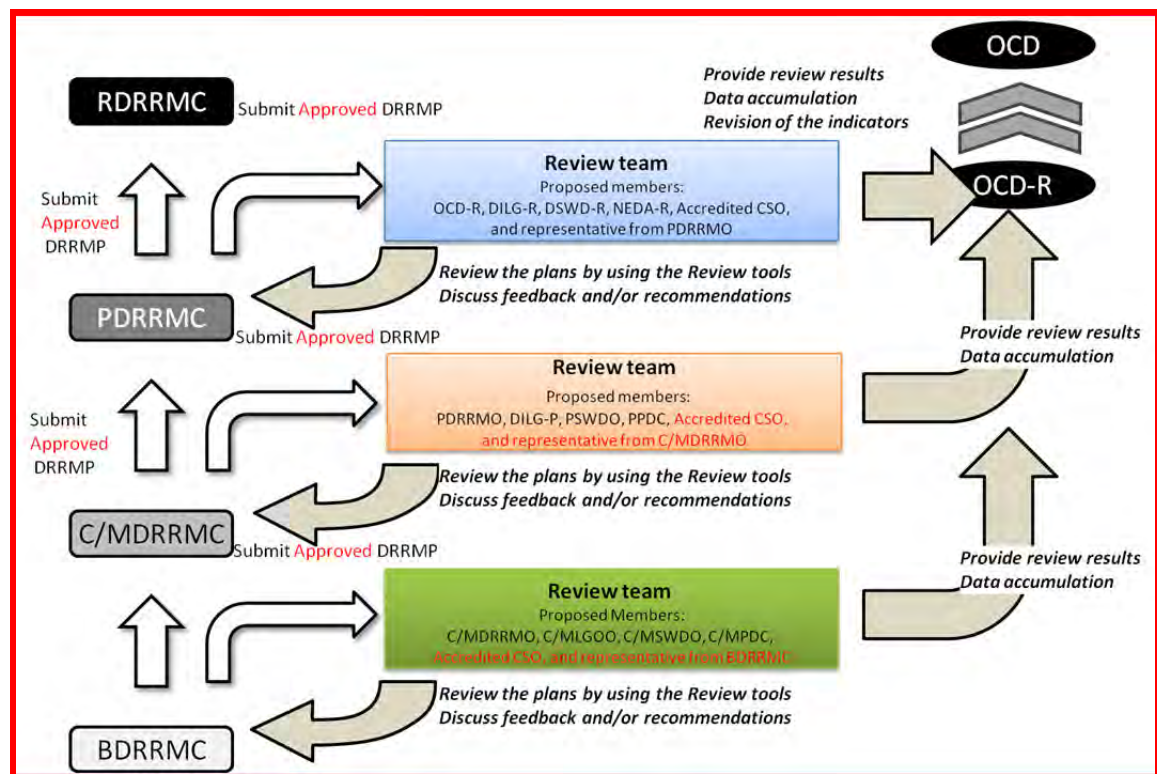 OCD
Provide review results
Data accumulation
Revision of the indicators
RDRRMC
Submit Approved DRRMP
Review team
Proposed members:
OCD-R, DILG-R, DSWD-R, NEDA-R, Accredited CSO,
and representative from PDRRMO
OCD-R
Submit
Approved
DRRMP
Review the plans by using the Review tools
Discuss feedback and/or recommendations
PDRRMC
Submit Approved DRRMP
Provide review results
Data accumulation
Review team
Proposed members:
PDRRMO, DILG-P, PSWDO, PPDC, Accredited CSO,
and representative from C/MDRRMO
Submit
Approved
DRRMP
Review the plans by using the Review tools
Discuss feedback and/or recommendations
C/MDRRMC
Submit Approved DRRMP
Provide review results
Data accumulation
Review team
Proposed Members:
C/MDRRMO, C/MLGOO, C/MSWDO, C/MPDC,
Accredited CSO, and representative from BDRRMC
Review the plans by using the Review tools
Discuss feedback and/or recommendations
BDRRMC